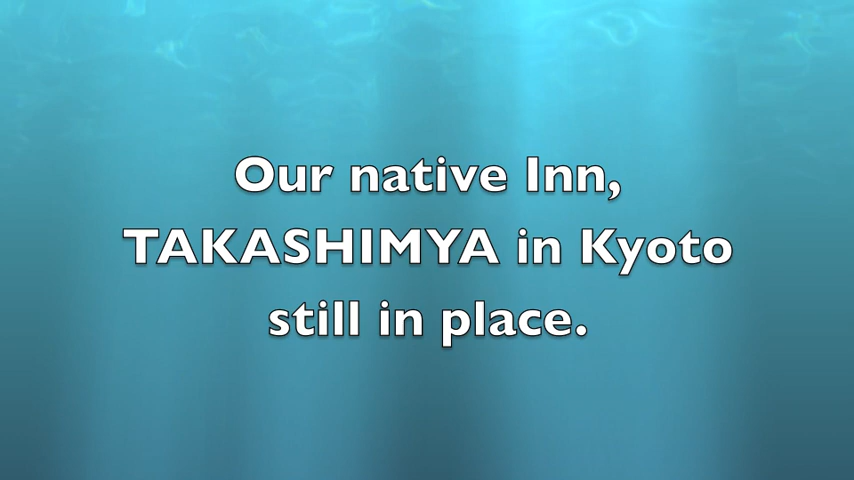 Our native Inn,
TAKASHIMYA in Kyoto
still in place.